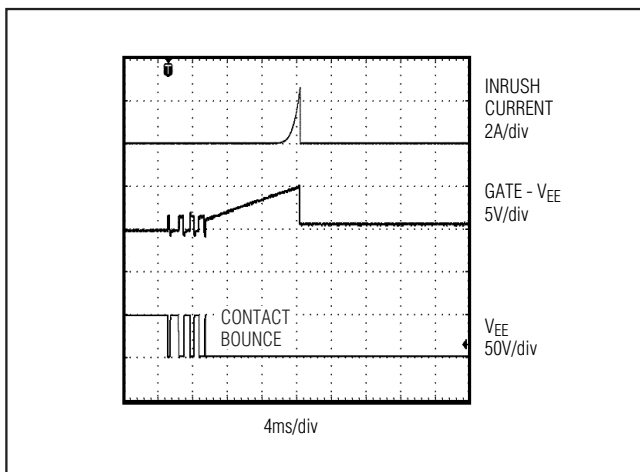 T
INRUSH
CURRENT
2A/div
GATE - VEE
5V/div
CONTACT
BOUNCE
VEE
50V/div
4ms/div